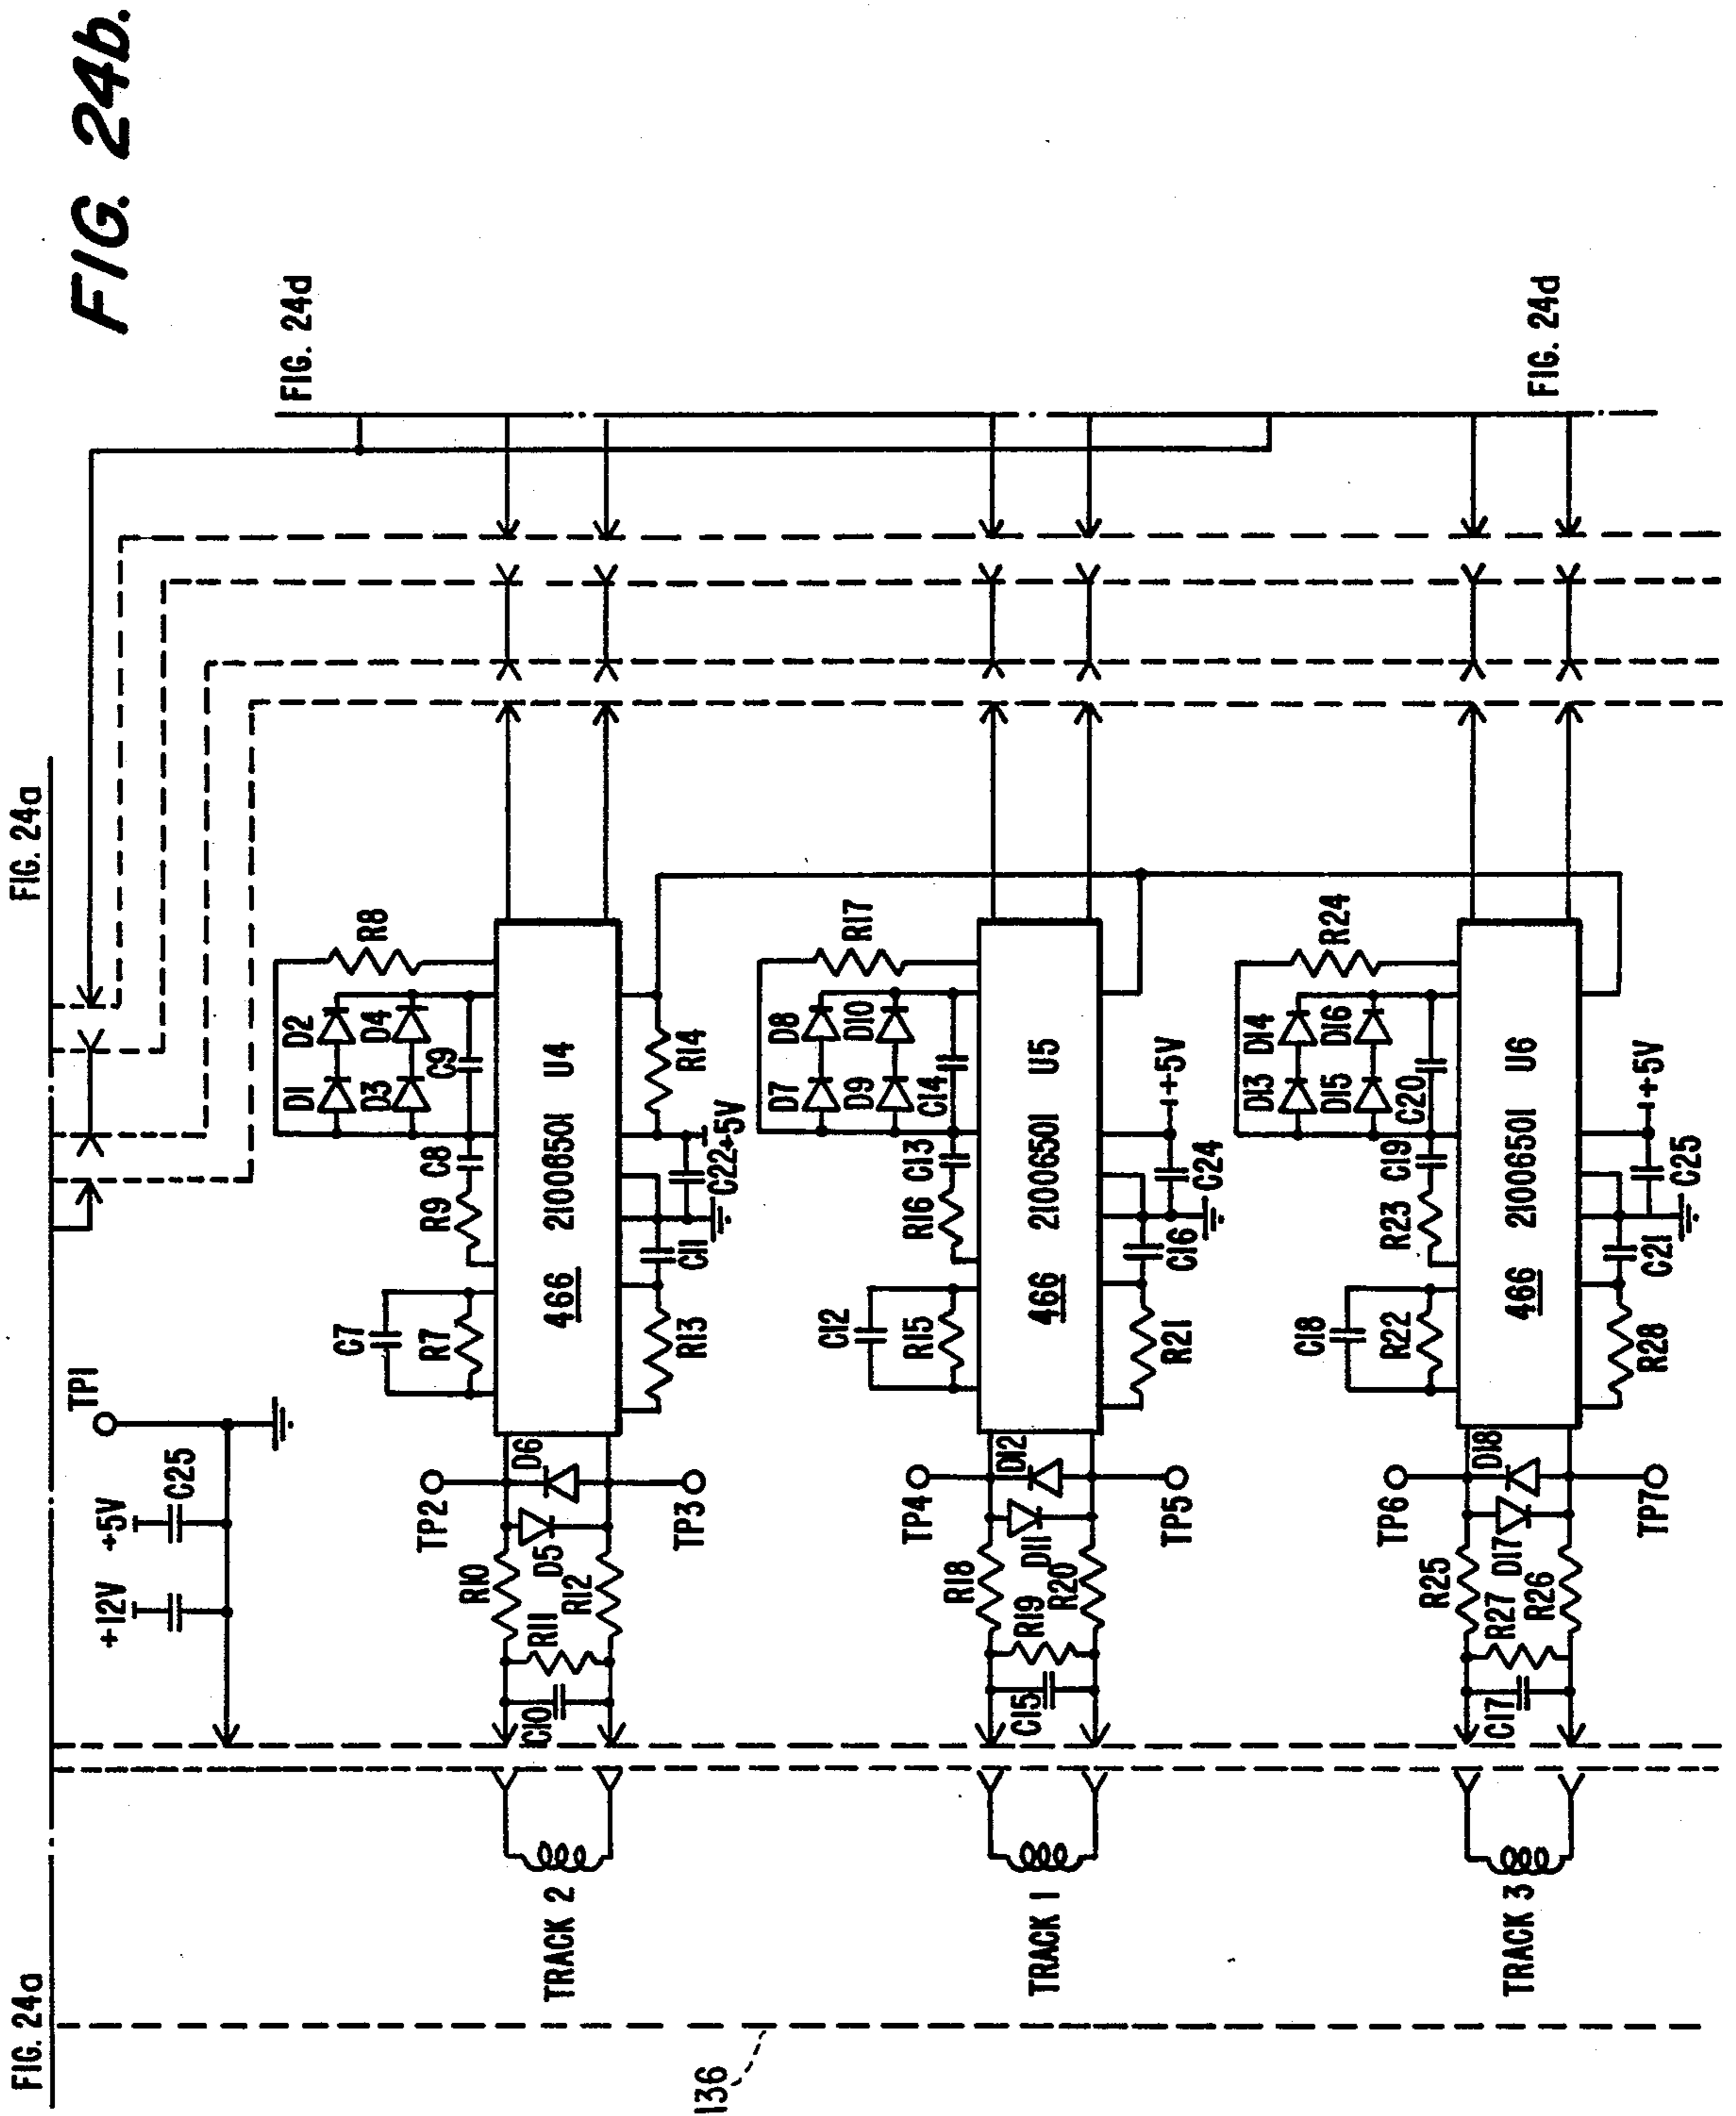 FIG. 24b.
FIG. 24a
FIG. 24a
FIG. 24d
FIG. 24d
+12V
+5V
C25
TP1
C7
R7
R9
C8
D1
D2
D3
D4
C9
R8
466
21006501
U4
TP2
D6
R10
D5
R11
R12
C10
TP3
R13
C11
C22
+5V
R14
TRACK 2
C12
R15
R16
C13
D7
D8
D9
D10
C14
R17
466
21006501
U5
TP4
D12
R18
D11
R19
R20
C15
TP5
R21
C16
C24
+5V
TRACK 1
C18
R22
R23
C19
D13
D14
D15
D16
C20
R24
466
21006501
U6
TP6
D18
R25
D17
R27
R26
C17
TP7
R28
C21
C25
+5V
TRACK 3
136